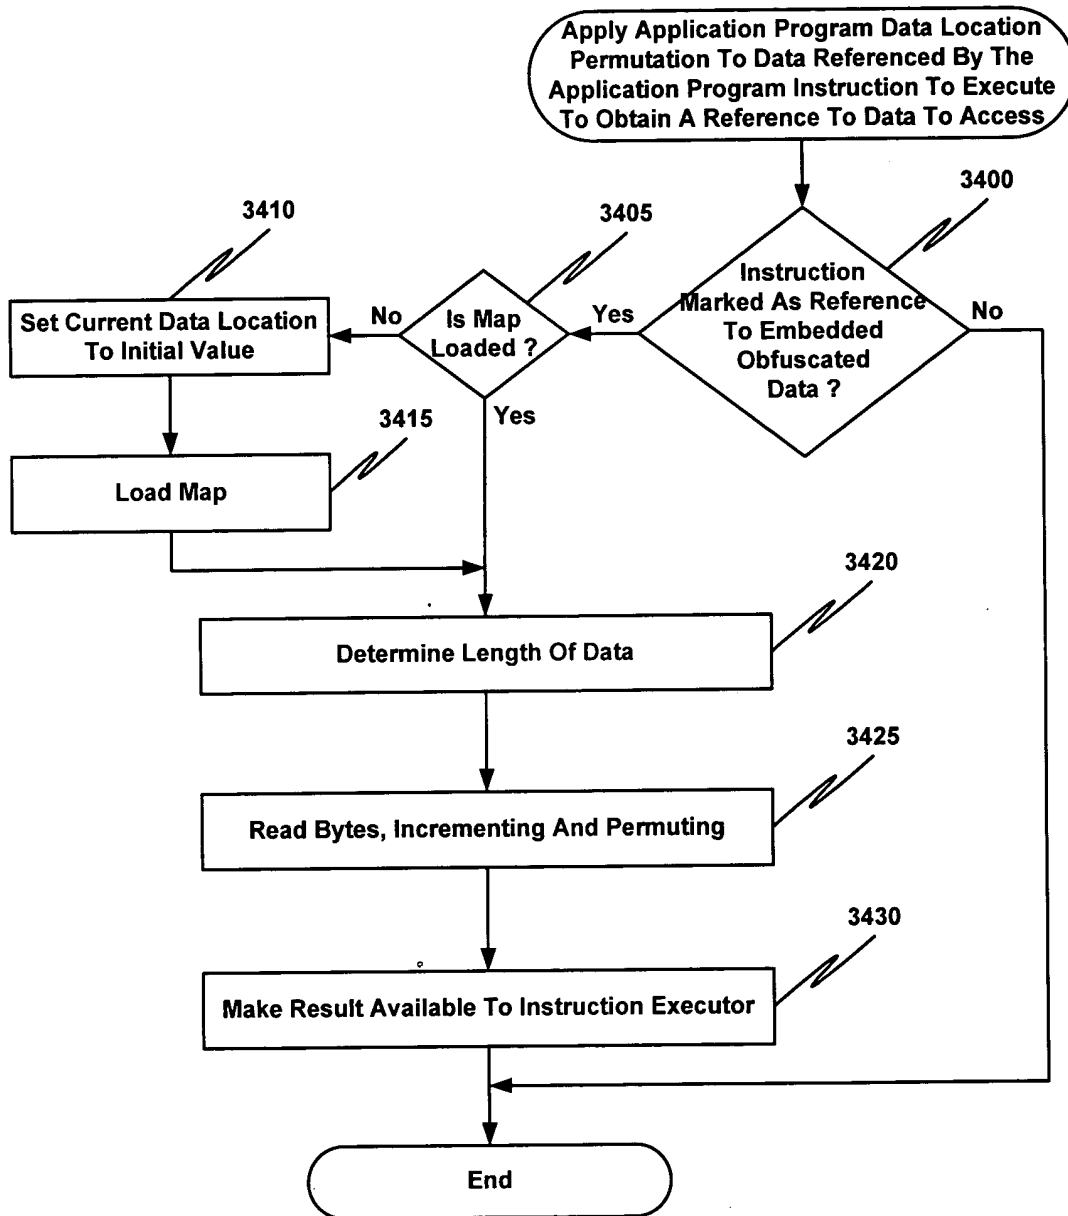 Apply Application Program Data Location
Permutation To Data Referenced By The
Application Program Instruction To Execute
To Obtain A Reference To Data To Access
3400
Instruction
Marked As Reference
To Embedded
Obfuscated
Data ?
No
Yes
3405
Is Map
Loaded ?
No
Yes
3410
Set Current Data Location
To Initial Value
3415
Load Map
3420
Determine Length Of Data
3425
Read Bytes, Incrementing And Permuting
3430
Make Result Available To Instruction Executor
End